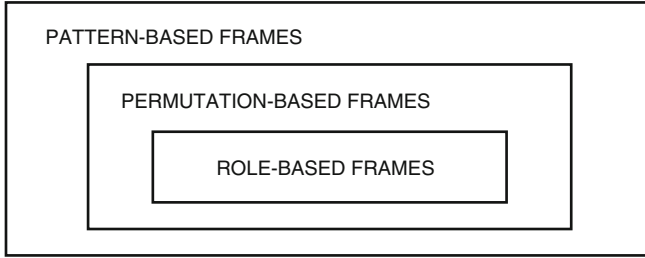 PATTERN-BASED FRAMES
PERMUTATION-BASED FRAMES
ROLE-BASED FRAMES